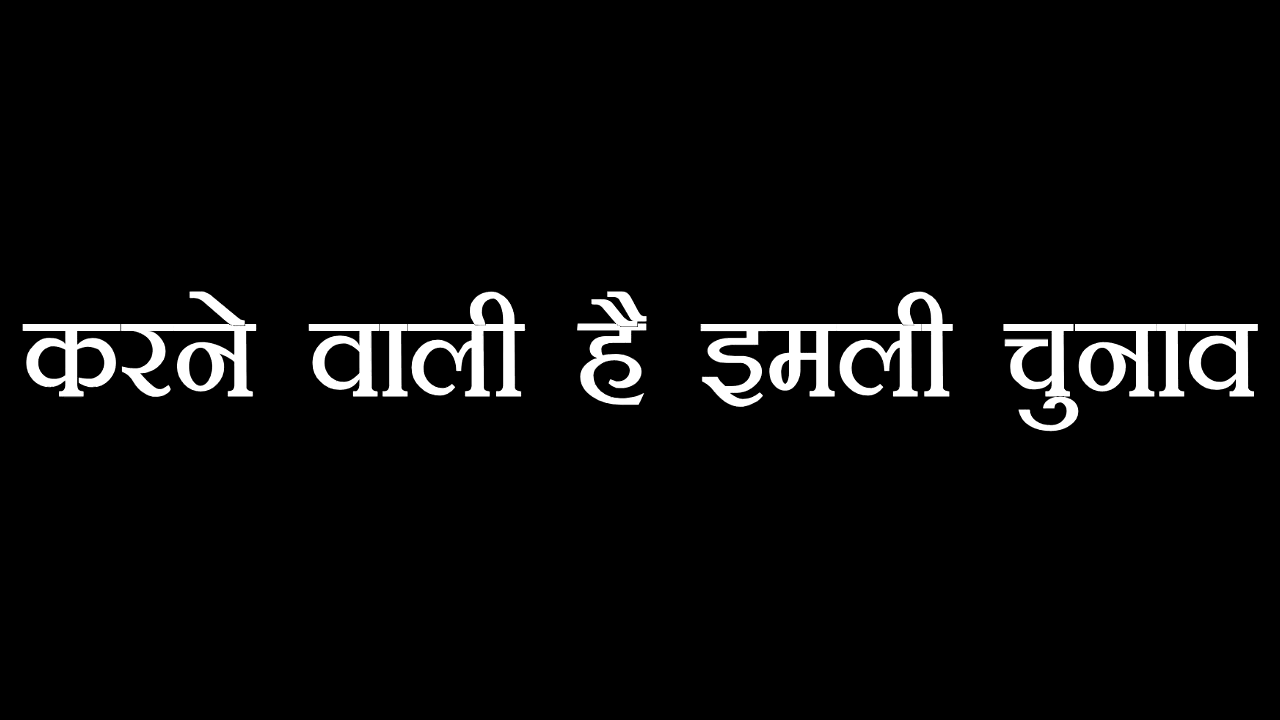 करने वाली है इमली चुनाव